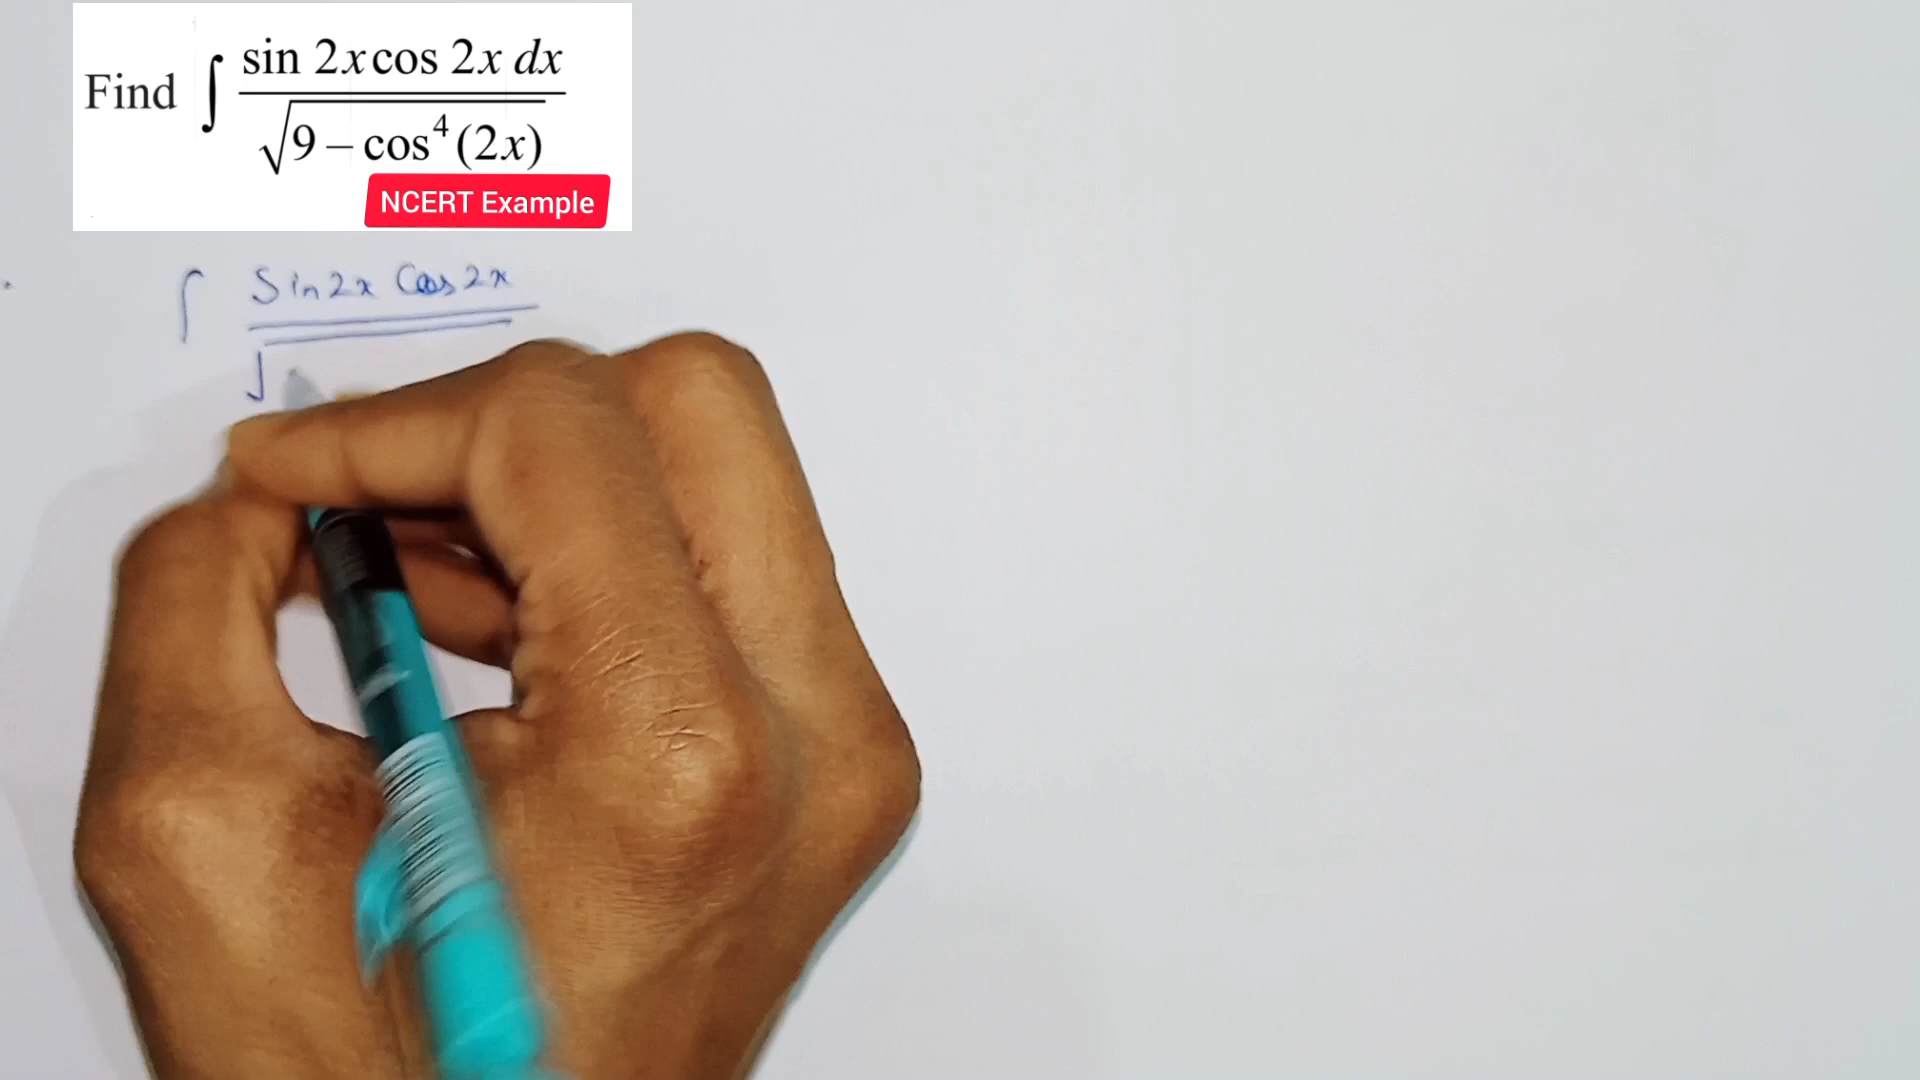 Find ∫ sin 2x cos 2x dx / √(9 – cos⁴(2x))
NCERT Example
∫ Sin2x Cos2x / √